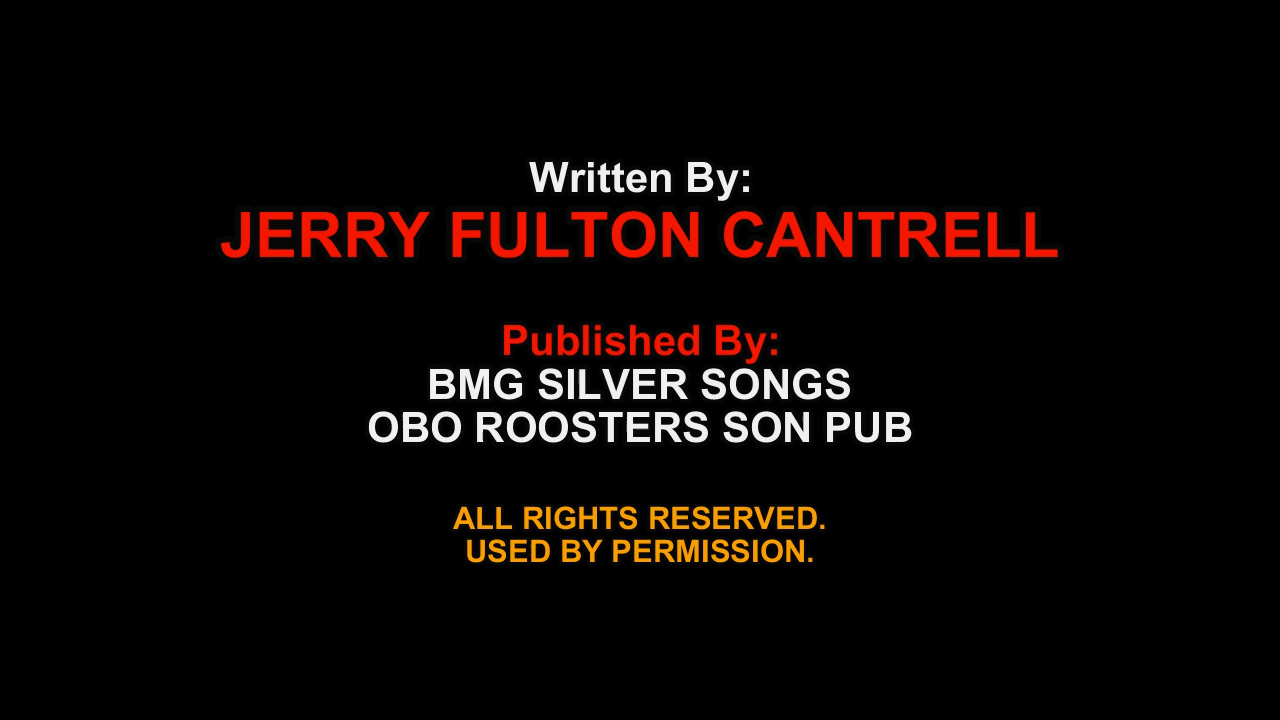 Written By:
JERRY FULTON CANTRELL
Published By:
BMG SILVER SONGS
OBO ROOSTERS SON PUB
ALL RIGHTS RESERVED.
USED BY PERMISSION.